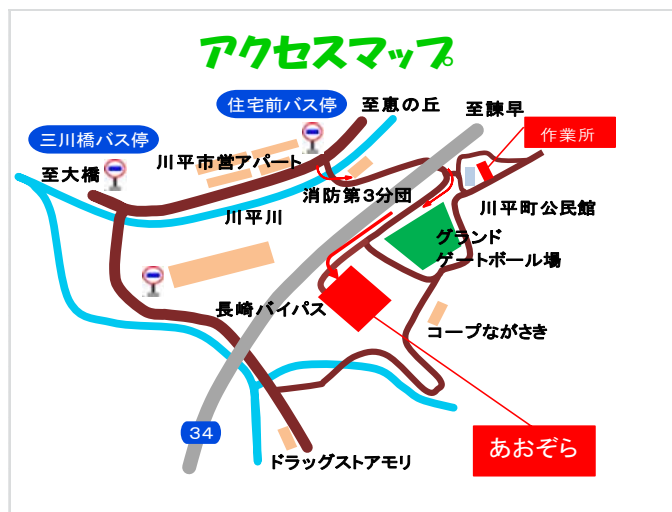 アクセスマップ
住宅前バス停
至恵の丘
至諫早
作業所
三川橋バス停
川平市営アパート
至大橋
消防第３分団
川平町公民館
川平川
グランド
ゲートボール場
長崎バイパス
コープながさき
34
あおぞら
ドラッグストアモリ